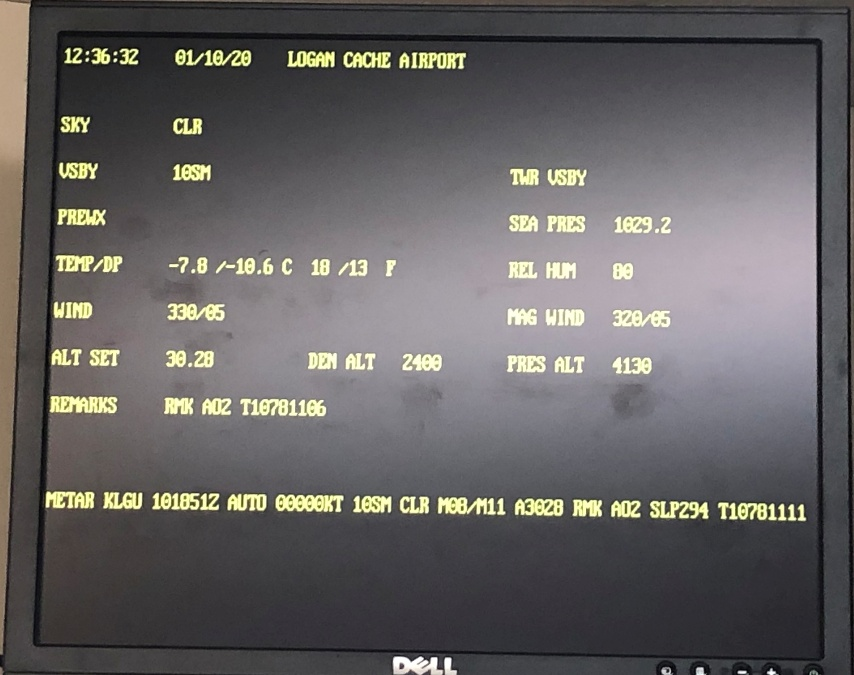 12:36:32 01/10/20 LOGAN CACHE AIRPORT
SKY CLR
VSBY 10SM TWR VSBY
PREWX SEA PRES 1029.2
TEMP/DP -7.8 /-10.6 C 18 /13 F REL HUM 80
WIND 330/05 MAG WIND 320/05
ALT SET 30.28 DEN ALT 2400 PRES ALT 4130
REMARKS RMK AO2 T10781106
METAR KLGU 101851Z AUTO 00000KT 10SM CLR M08/M11 A3028 RMK AO2 SLP294 T10781111
DELL